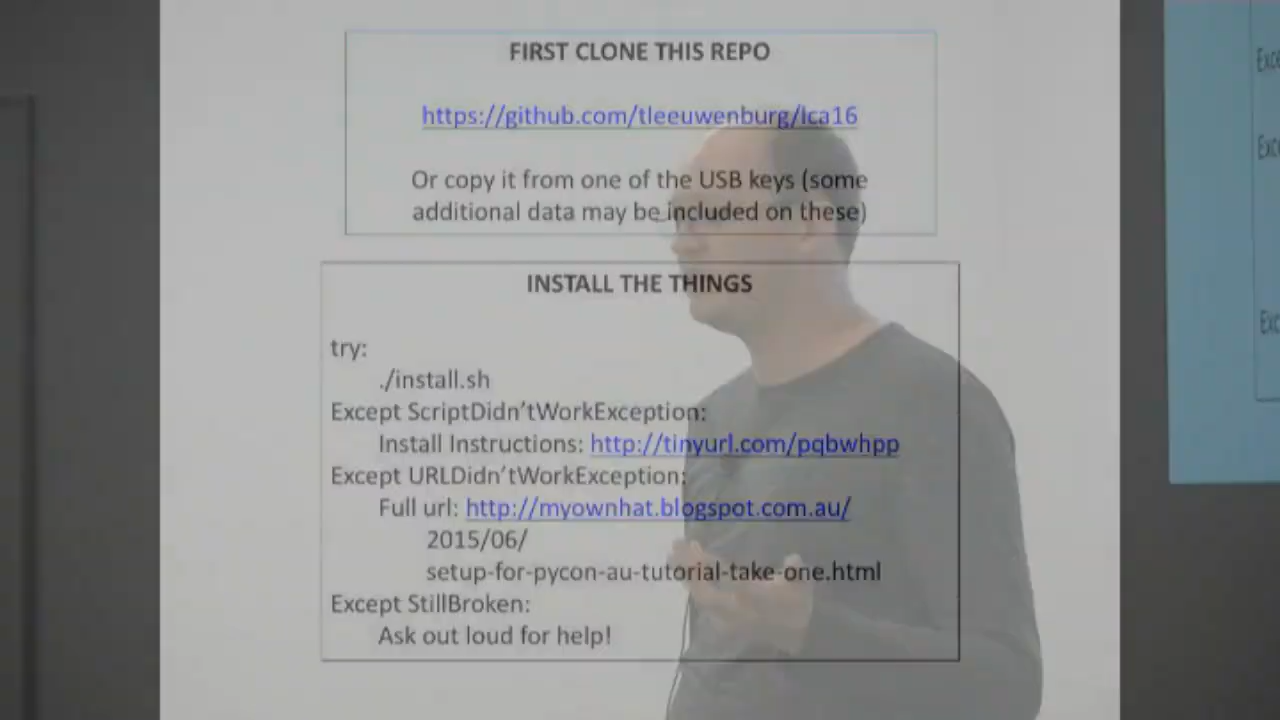 FIRST CLONE THIS REPO
https://github.com/tleeuwenburg/lca16
Or copy it from one of the USB keys (some
additional data may be included on these)
INSTALL THE THINGS
try:
./install.sh
Except ScriptDidn'tWorkException:
Install Instructions: http://tinyurl.com/pqbwhpp
Except URLDidn'tWorkException:
Full url: http://myownhat.blogspot.com.au/
2015/06/
setup-for-pycon-au-tutorial-take-one.html
Except StillBroken:
Ask out loud for help!